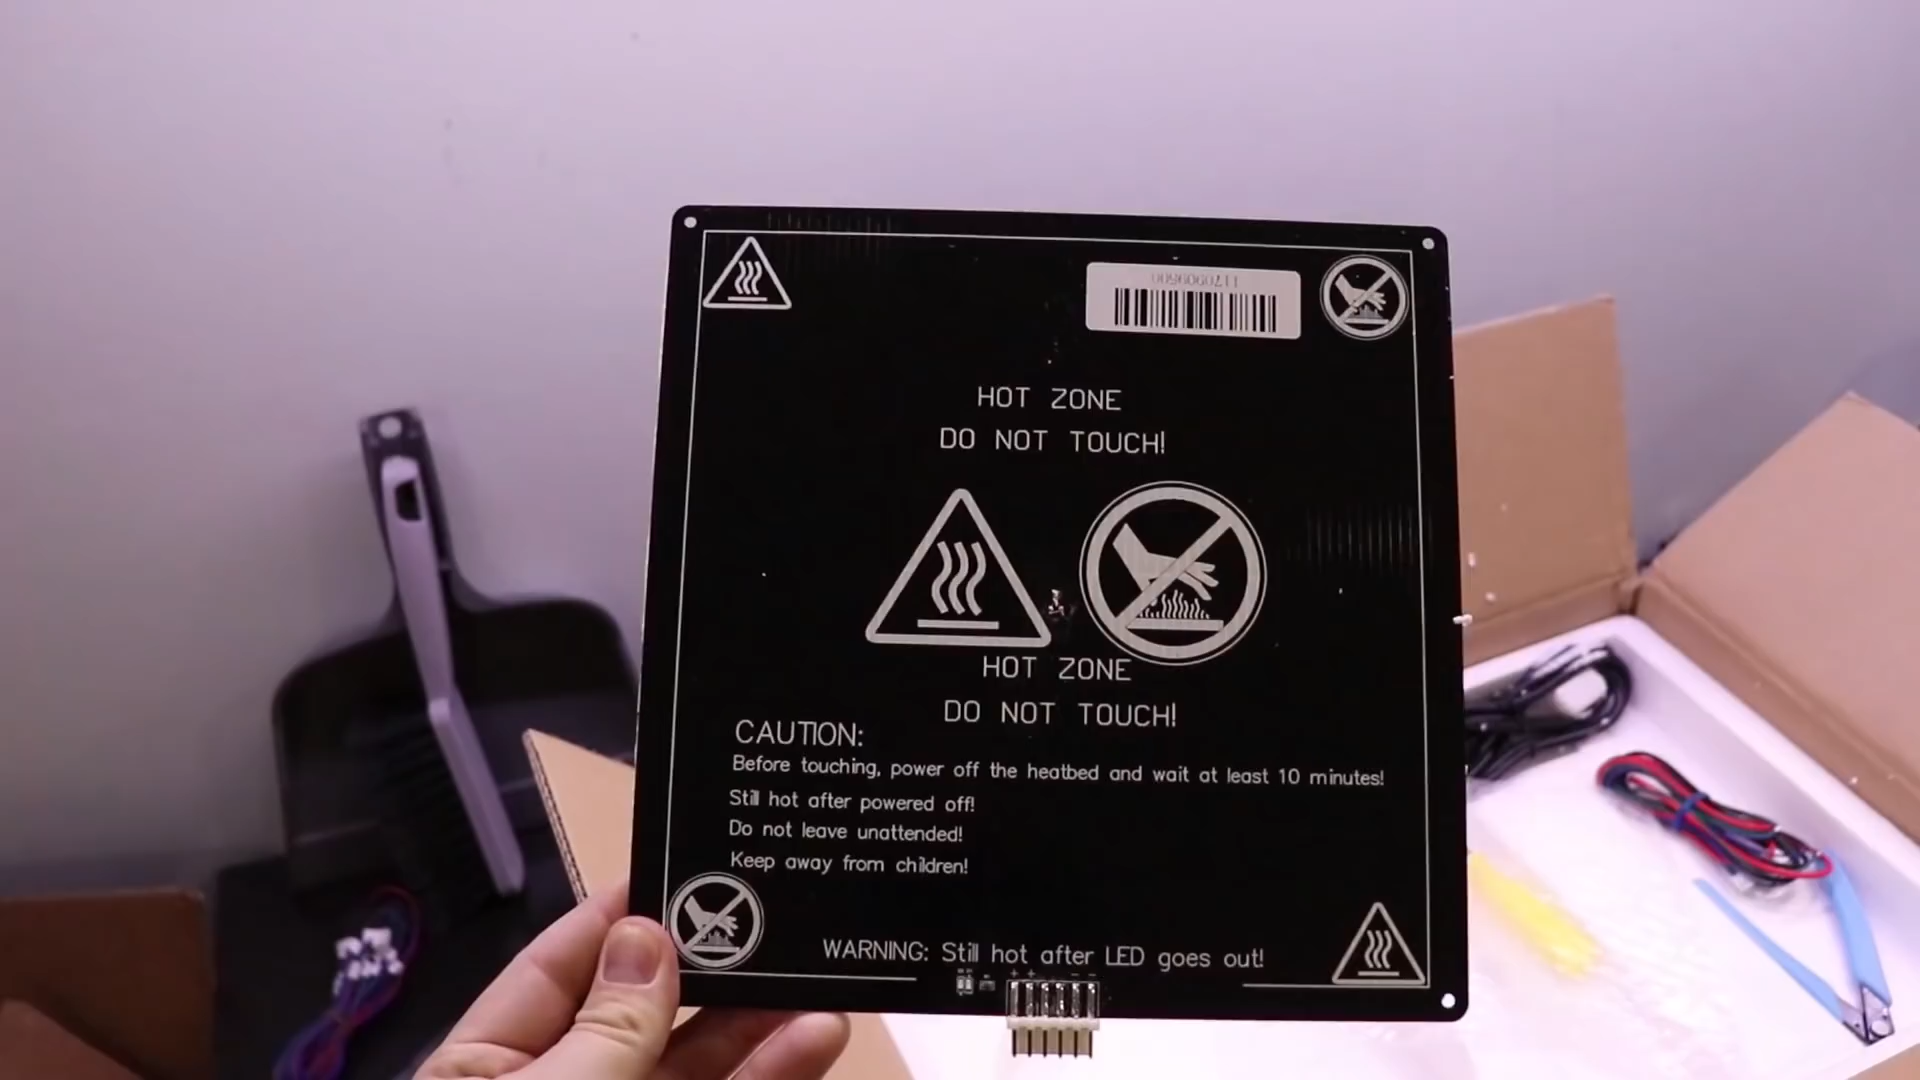 HOT ZONE
DO NOT TOUCH!
HOT ZONE
DO NOT TOUCH!
CAUTION:
Before touching, power off the heatbed and wait at least 10 minutes!
Still hot after powered off!
Do not leave unattended!
Keep away from children!
WARNING: Still hot after LED goes out!